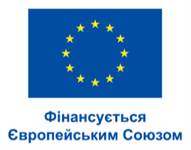 Фінансується
Європейським Союзом